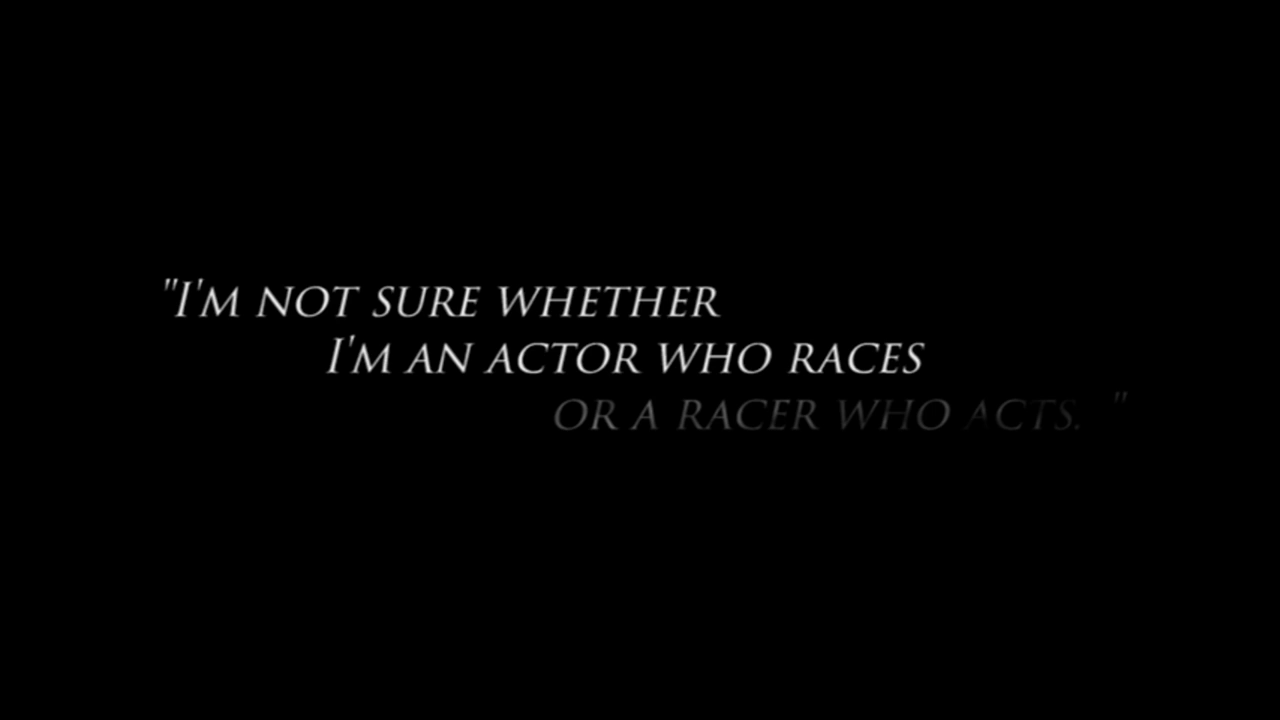 "I'M NOT SURE WHETHER
I'M AN ACTOR WHO RACES
OR A RACER WHO ACTS. "